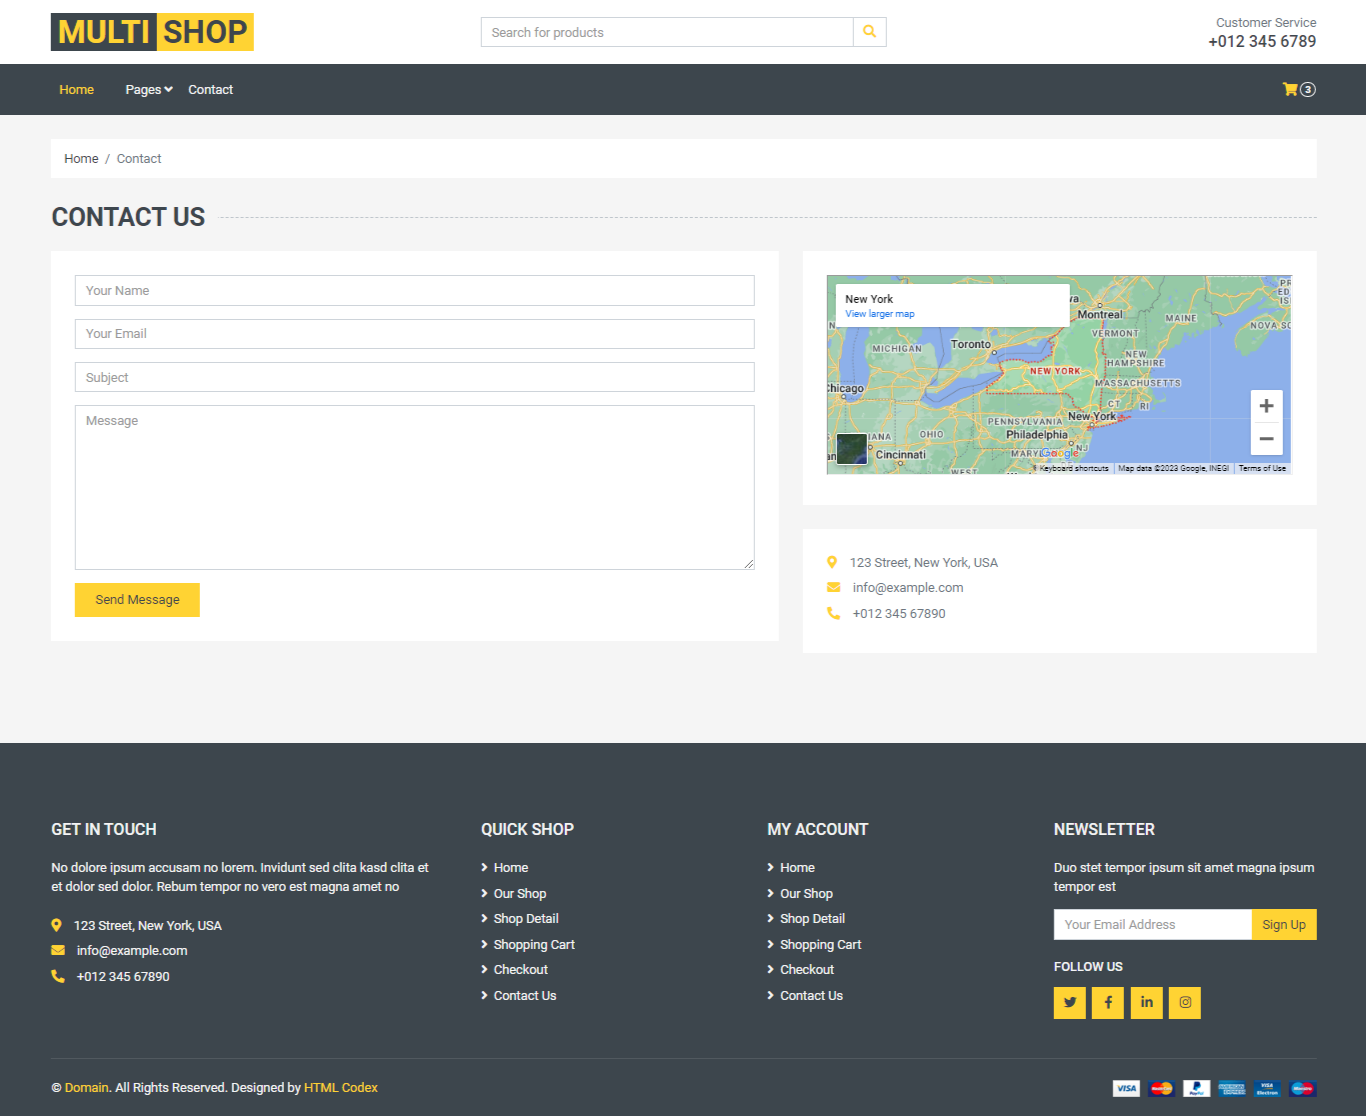 MULTI SHOP
Search for products
Customer Service
+012 345 6789
Home Pages Contact
3
Home / Contact
CONTACT US
Your Name
Your Email
Subject
Message
Send Message
New York
View larger map
va
Montreal
MAINE
NOVA SC
PR
ED
IS
VERMONT
MICHIGAN
Toronto
NEW
HAMPSHIRE
NEW YORK
MASSACHUSETTS
Chicago
CT
RI
New York
PENNSYLVANIA
OHIO
IANA
Philadelphia
NJ
MARYL
Google
Cincinnati
WEST
Keyboard shortcuts
Map data ©2023 Google, INEGI
Terms of Use
123 Street, New York, USA
info@example.com
+012 345 67890
GET IN TOUCH
No dolore ipsum accusam no lorem. Invidunt sed clita kasd clita et
et dolor sed dolor. Rebum tempor no vero est magna amet no
123 Street, New York, USA
info@example.com
+012 345 67890
QUICK SHOP
Home
Our Shop
Shop Detail
Shopping Cart
Checkout
Contact Us
MY ACCOUNT
Home
Our Shop
Shop Detail
Shopping Cart
Checkout
Contact Us
NEWSLETTER
Duo stet tempor ipsum sit amet magna ipsum
tempor est
Your Email Address
Sign Up
FOLLOW US
© Domain. All Rights Reserved. Designed by HTML Codex
VISA
PayPal
VISA
Electron